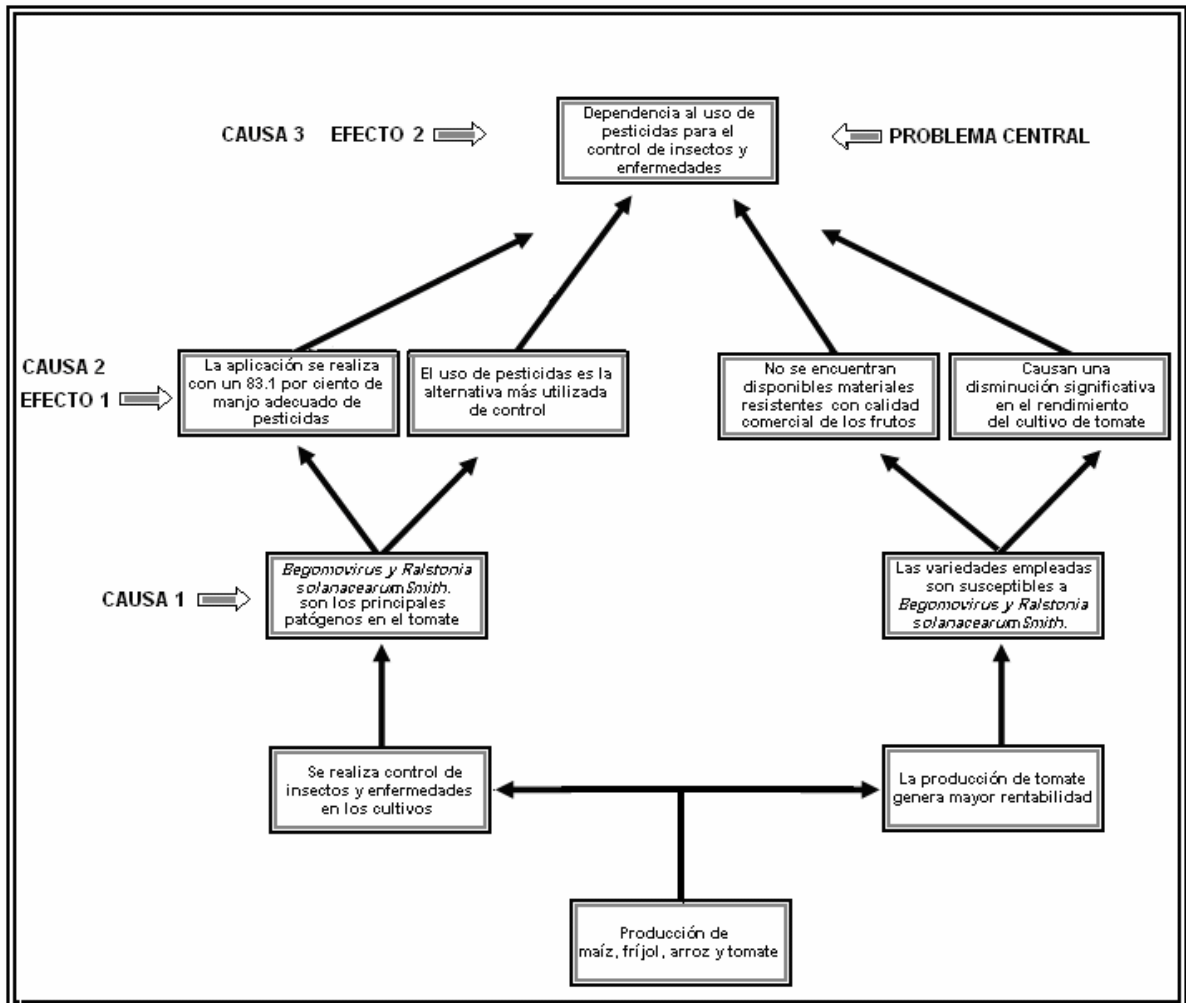 Dependencia al uso de
pesticidas para el
control de insectos y
enfermedades
CAUSA 3 EFECTO 2
PROBLEMA CENTRAL
CAUSA 2
EFECTO 1
La aplicación se realiza
con un 83.1 por ciento de
manjo adecuado de
pesticidas
El uso de pesticidas es la
alternativa más utilizada
de control
No se encuentran
disponibles materiales
resistentes con calidad
comercial de los frutos
Causan una
disminución significativa
en el rendimiento
del cultivo de tomate
CAUSA 1
Begomovirus y Ralstonia
solanacearum Smith.
son los principales
patógenos en el tomate
Las variedades empleadas
son susceptibles a
Begomovirus y Ralstonia
solanacearum Smith.
Se realiza control de
insectos y enfermedades
en los cultivos
La producción de tomate
genera mayor rentabilidad
Producción de
maíz, fríjol, arroz y tomate